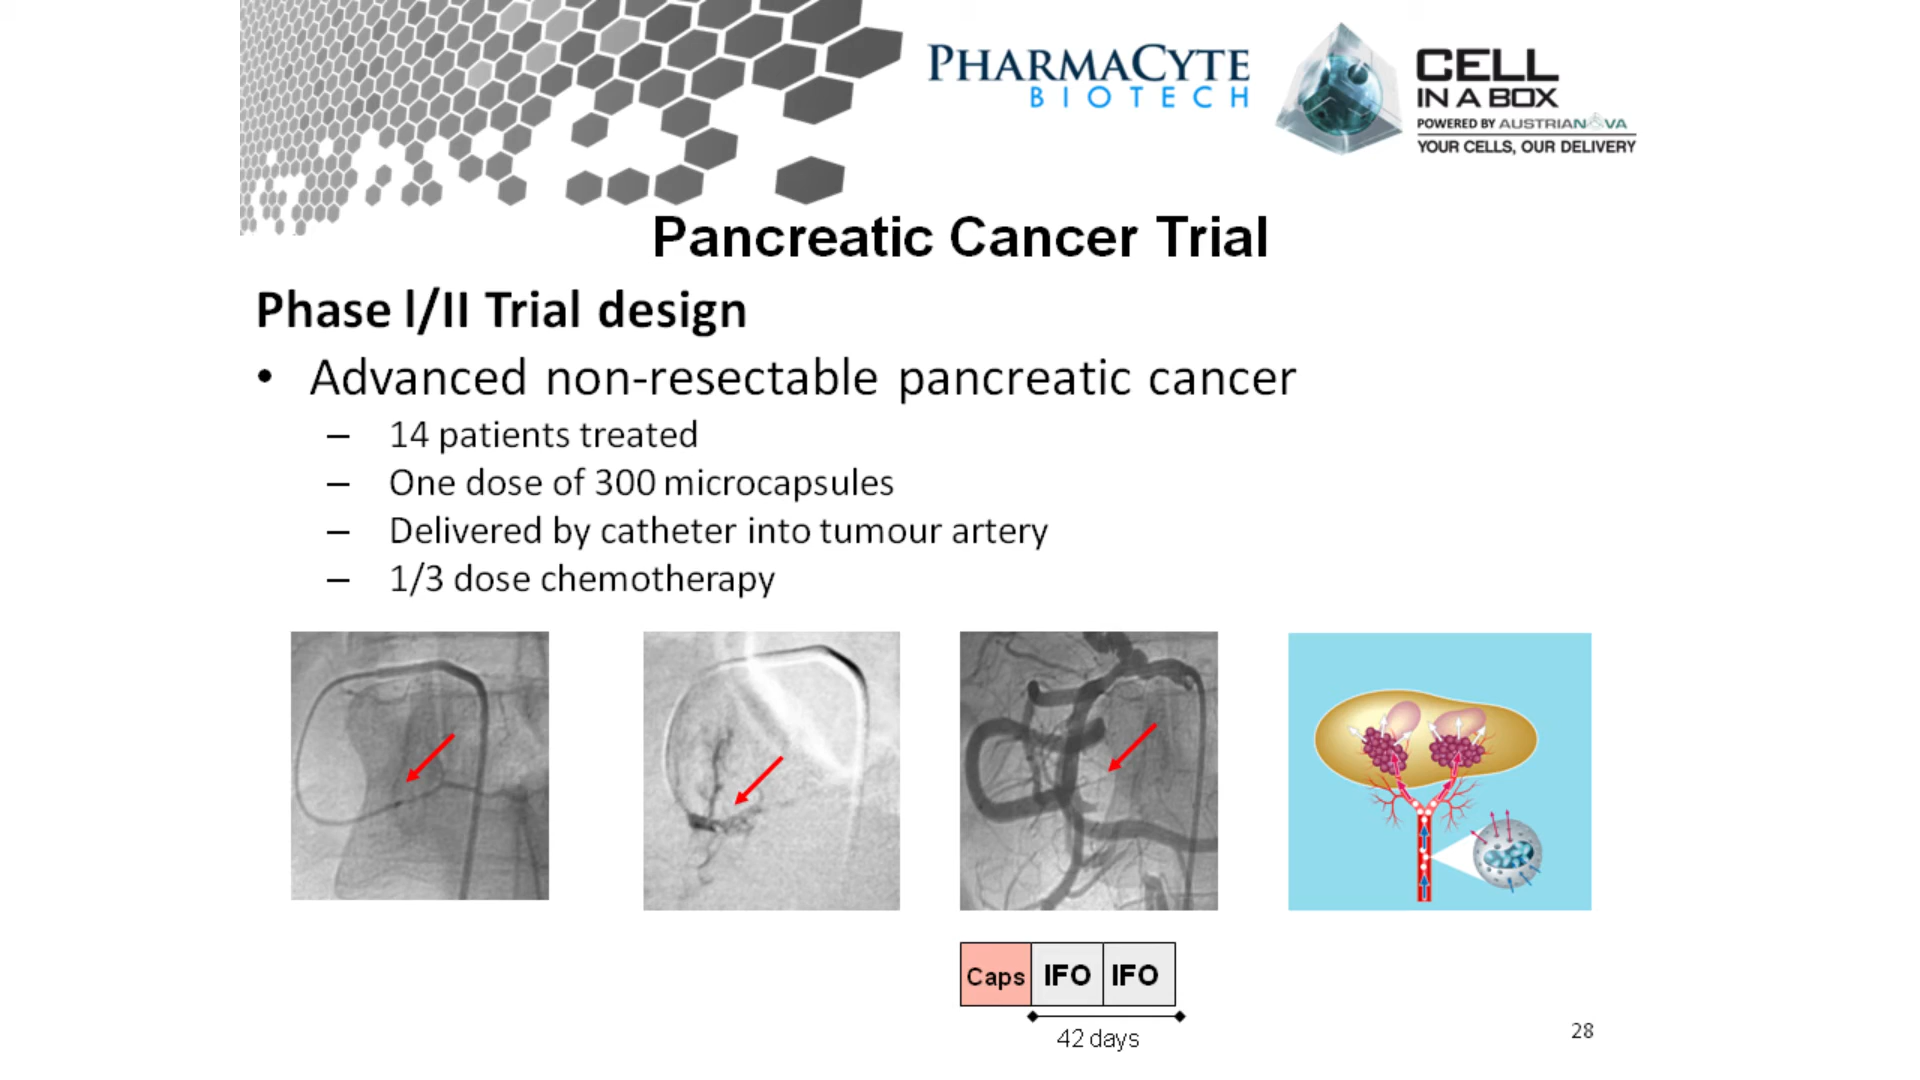 PHARMACYTE
BIOTECH
CELL
IN A BOX
POWERED BY AUSTRIANOVA
YOUR CELLS, OUR DELIVERY
Pancreatic Cancer Trial
Phase I/II Trial design
• Advanced non-resectable pancreatic cancer
– 14 patients treated
– One dose of 300 microcapsules
– Delivered by catheter into tumour artery
– 1/3 dose chemotherapy
Caps IFO IFO
42 days
28